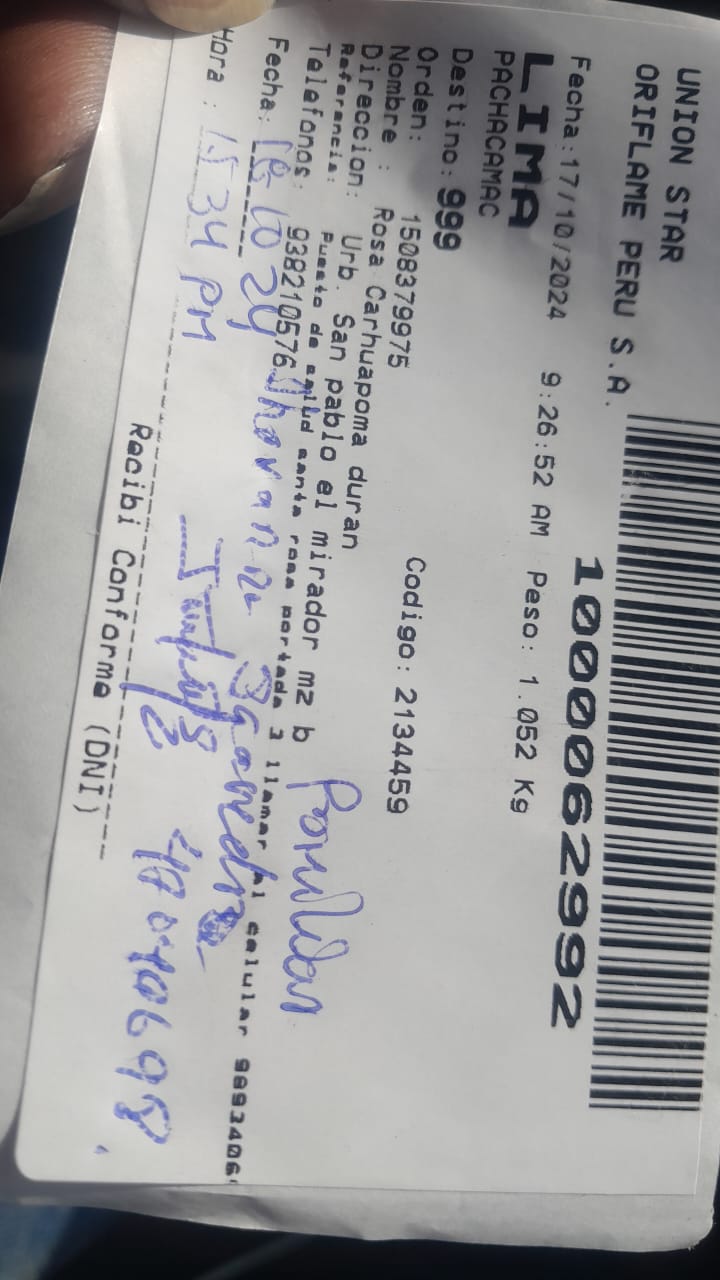 UNION STAR
ORIFLAME PERU S.A.
1000062992
Fecha:17/10/2024 9:26:52 AM Peso: 1.052 Kg
LIMA
PACHACAMAC
Destino: 999
Orden: 1508379975 Codigo: 2134459
Nombre : Rosa Carhuapoma duran
Direccion: Urb. San pablo el mirador mz b
Referencia: Puesto de salud santa rosa portada 3 llamar al celular
Telefonos: 938210576
Fecha: 18 10 24
Hora : 15 34 PM
Recibi Conforme (DNI)